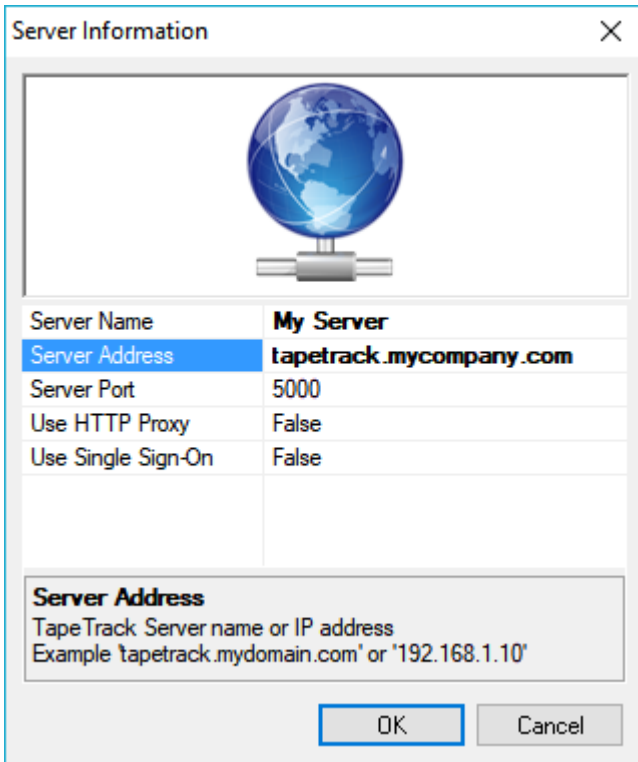 Server Information
Server Name My Server
Server Address tapetrack.mycompany.com
Server Port 5000
Use HTTP Proxy False
Use Single Sign-On False
Server Address
TapeTrack Server name or IP address
Example 'tapetrack.mydomain.com' or '192.168.1.10'
OK Cancel